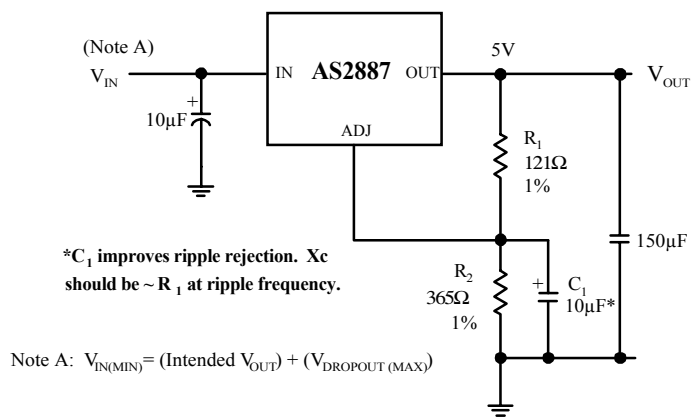 (Note A)
V_IN
+
10µF
IN
AS2887
OUT
ADJ
5V
V_OUT
R_1
121Ω
1%
*C_1 improves ripple rejection. Xc
should be ~ R_1 at ripple frequency.
R_2
365Ω
1%
+
C_1
10µF*
150µF
Note A: V_IN(MIN)= (Intended V_OUT) + (V_DROPOUT (MAX))